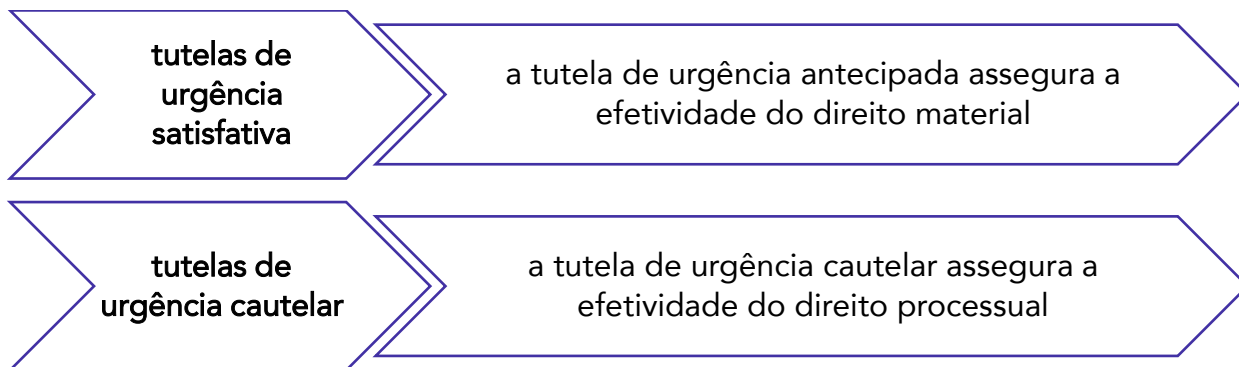 tutelas de
urgência
satisfativa
a tutela de urgência antecipada assegura a
efetividade do direito material
tutelas de
urgência cautelar
a tutela de urgência cautelar assegura a
efetividade do direito processual